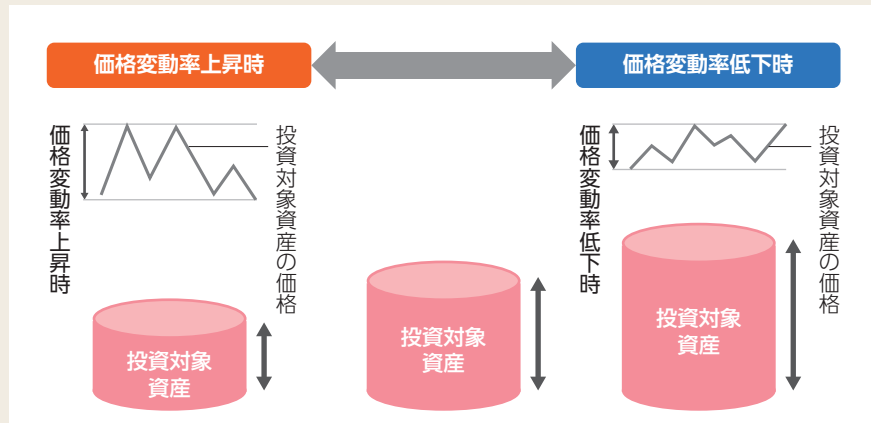 価格変動率上昇時
価格変動率低下時
価格変動率上昇時
投資対象資産の価格
価格変動率低下時
投資対象資産の価格
投資対象
資産
投資対象
資産
投資対象
資産